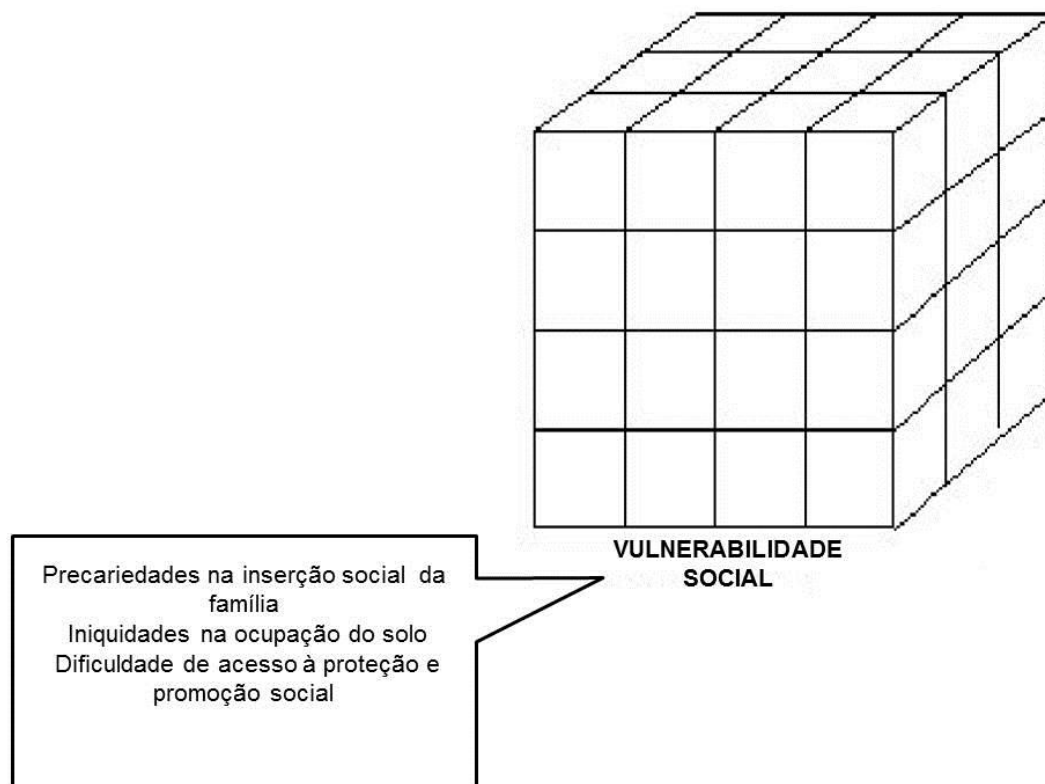 VULNERABILIDADE
SOCIAL
Precariedades na inserção social da
família
Iniquidades na ocupação do solo
Dificuldade de acesso à proteção e
promoção social